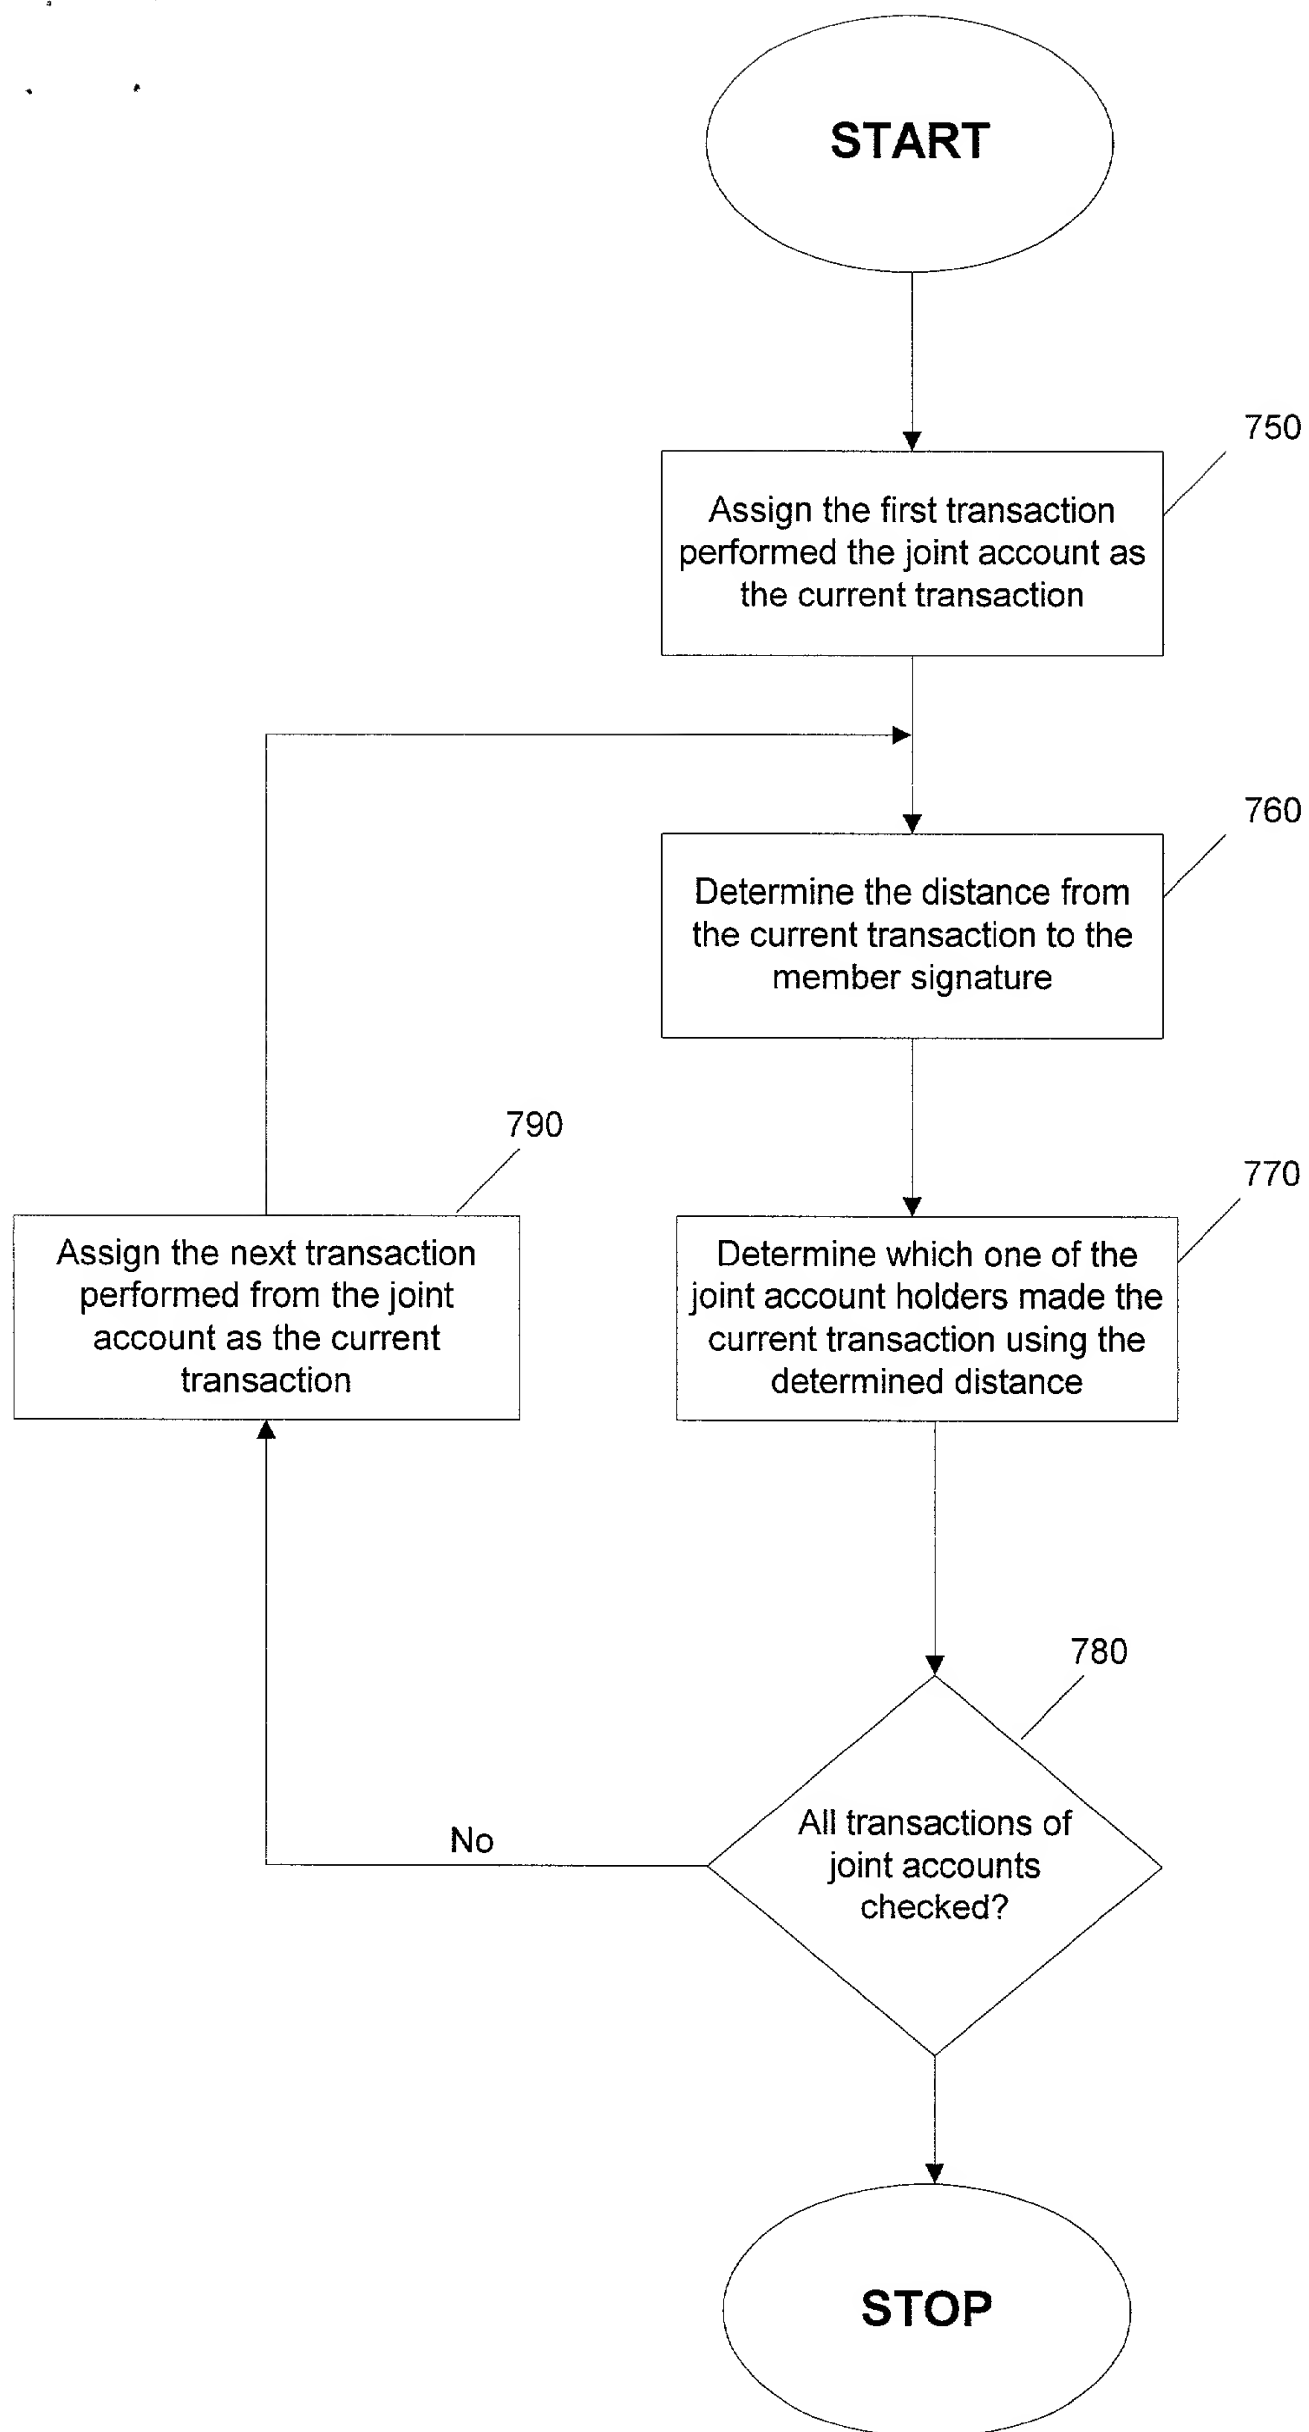 START
750
Assign the first transaction
performed the joint account as
the current transaction
760
Determine the distance from
the current transaction to the
member signature
790
770
Assign the next transaction
performed from the joint
account as the current
transaction
Determine which one of the
joint account holders made the
current transaction using the
determined distance
780
All transactions of
joint accounts
checked?
No
STOP